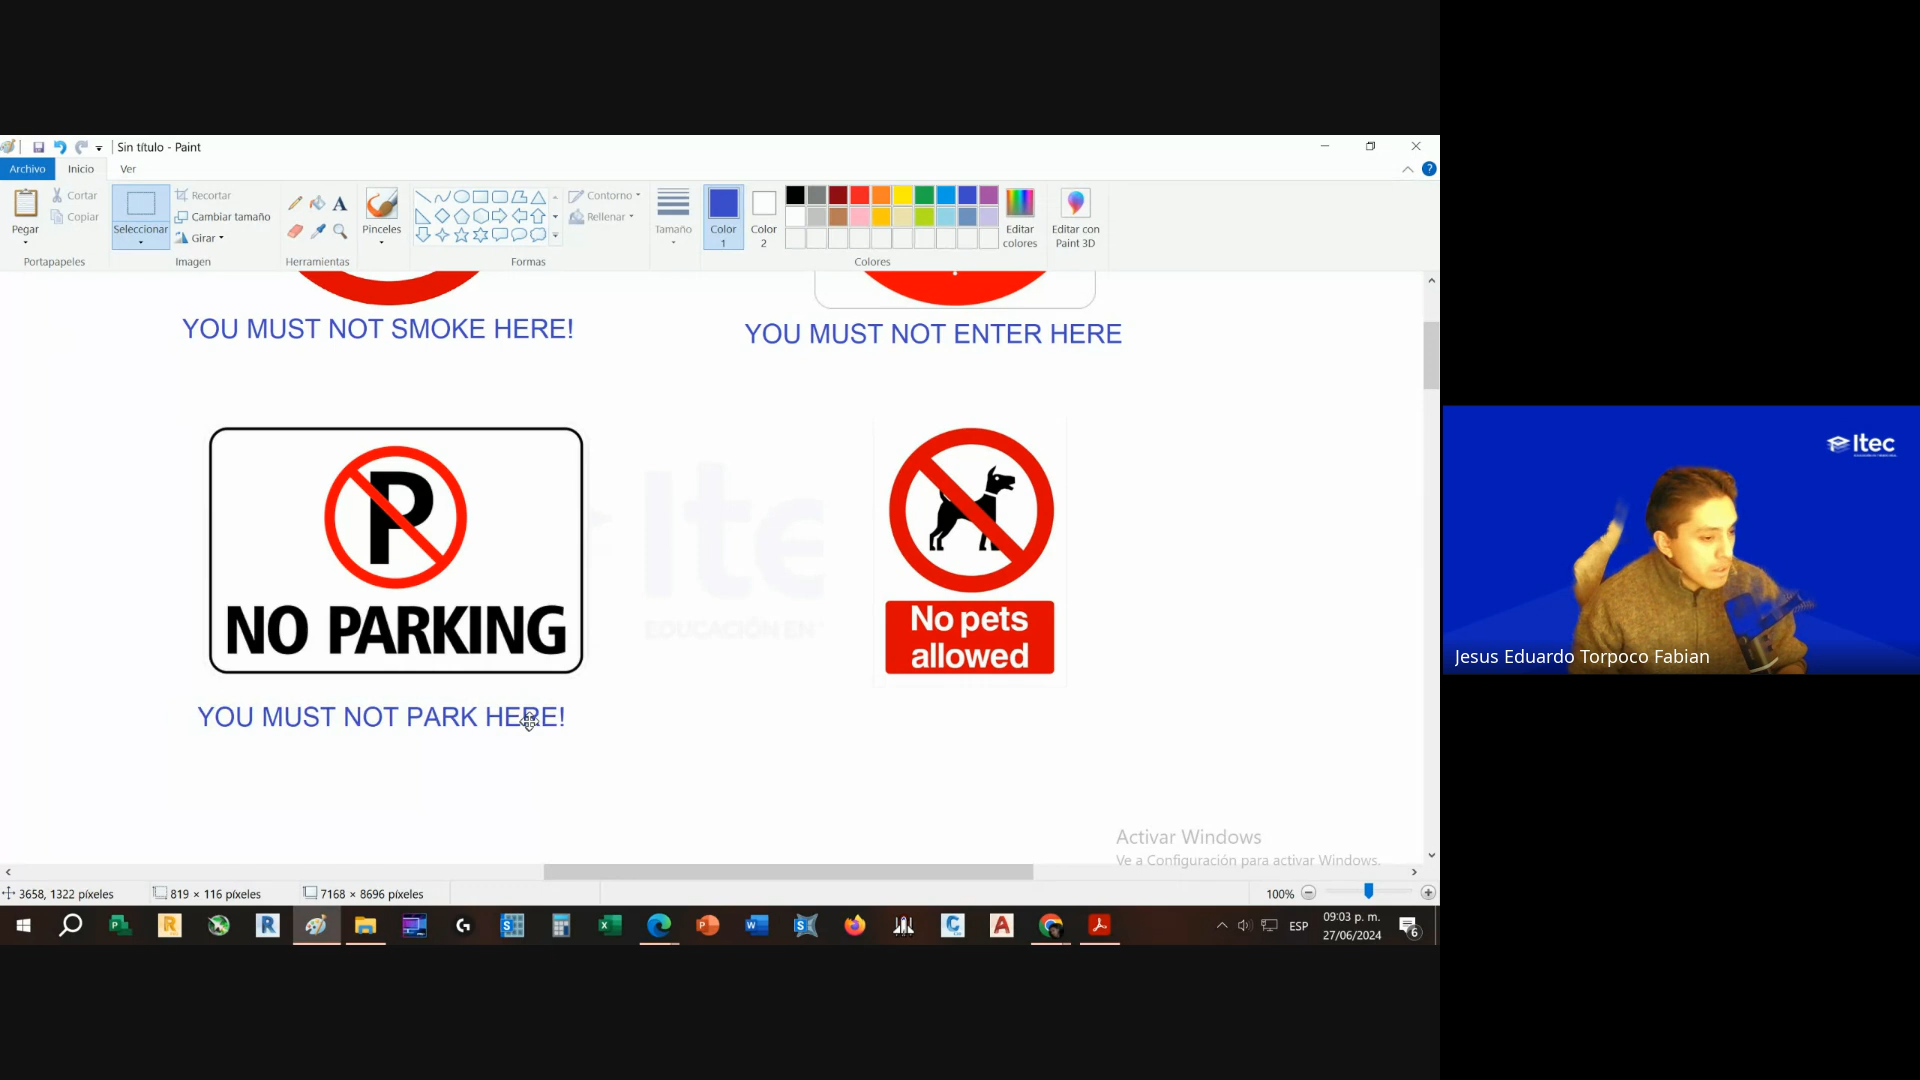 Sin título - Paint
Archivo Inicio Ver
Pegar
Cortar
Copiar
Portapapeles
Seleccionar
Recortar
Cambiar tamaño
Girar
Imagen
Herramientas
Pinceles
Contorno
Rellenar
Formas
Tamaño
Color
1
Color
2
Editar
colores
Editar con
Paint 3D
Colores
YOU MUST NOT SMOKE HERE!
YOU MUST NOT ENTER HERE
P
NO PARKING
YOU MUST NOT PARK HERE!
No pets
allowed
Itec
EDUCACIÓN EN
Activar Windows
Ve a Configuración para activar Windows.
3658, 1322 píxeles 819 × 116 píxeles 7168 × 8696 píxeles 100%
ESP
09:03 p. m.
27/06/2024
6
Itec
Jesus Eduardo Torpoco Fabian